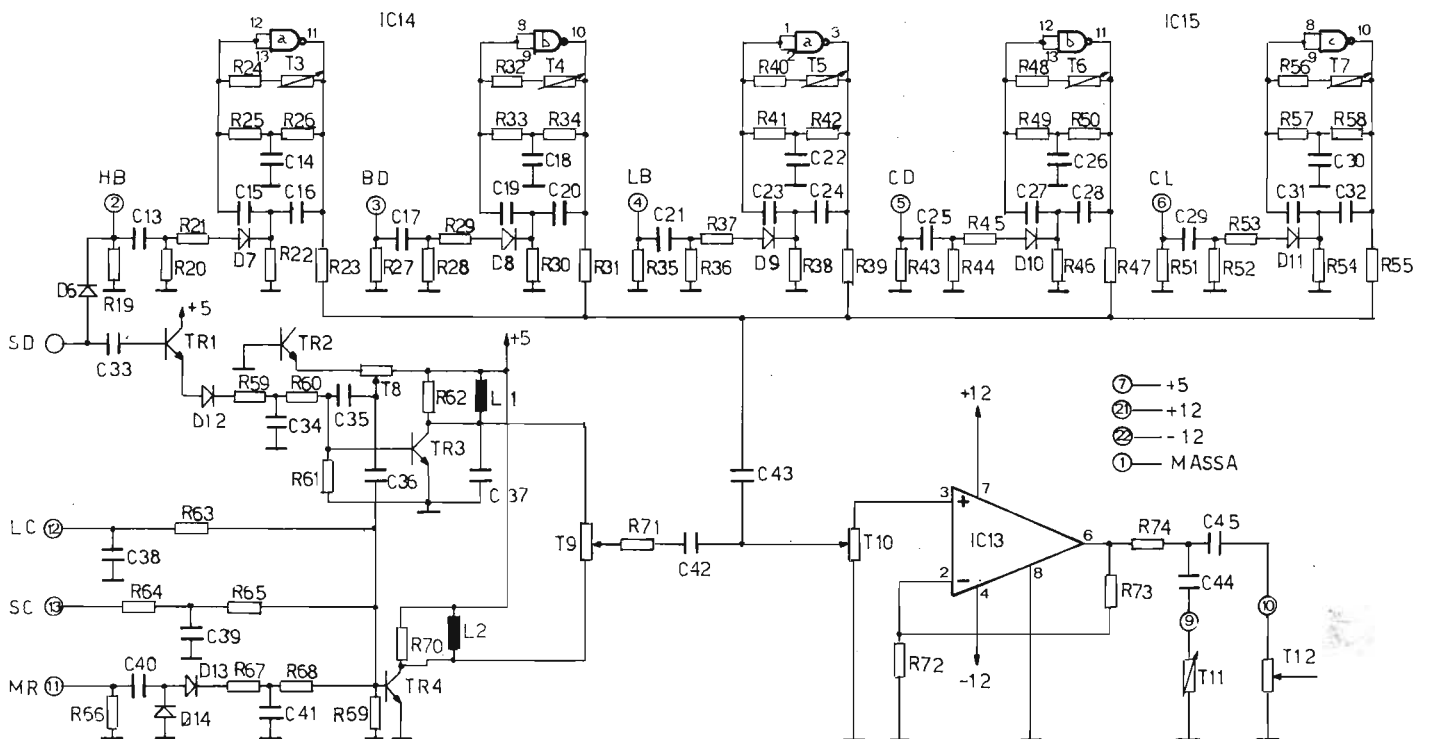 IC14 IC15
12 13 a 11
8 9 b 10
1 2 a 3
12 13 b 11
8 9 c 10
R24 T3 R32 T4 R40 T5 R48 T6 R56 T7
R25 R26 R33 R34 R41 R42 R49 R50 R57 R58
C14 C18 C22 C26 C30
HB BD LB CD CL
2 3 4 5 6
C15 C16 C19 C20 C23 C24 C27 C28 C31 C32
C13 R21 C17 R29 C21 R37 C25 R45 C29 R53
D7 D8 D9 D10 D11
R19 R20 R22 R23 R27 R28 R30 R31 R35 R36 R38 R39 R43 R44 R46 R47 R51 R52 R54 R55
D6
+5
SD
C33 TR1 TR2 +5
R59 R60 T8 R62 L1
D12 C34 C35 TR3
R61 C36 C37
C43
+12
7 +5
21 +12
22 -12
1 MASSA
LC 12 R63
C38
T9 R71 C42 T10
3 + 7 IC13 6
2 - 4 8
-12
R74 C45
C44 R73
9 10
R72 T11 T12
SC 13 R64 R65
C39
R70 L2
MR 11 C40 D13 R67 R68
R66 D14 C41 R69 TR4